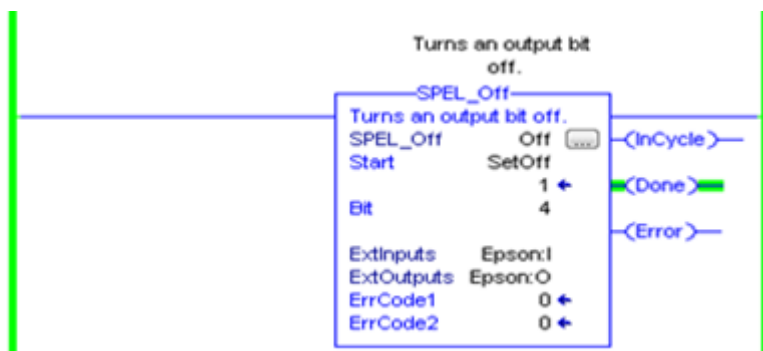 Turns an output bit
off.
SPEL_Off
Turns an output bit off.
SPEL_Off Off ... (InCycle)
Start SetOff
1 (Done)
Bit 4
(Error)
ExtInputs Epson:I
ExtOutputs Epson:O
ErrCode1 0
ErrCode2 0